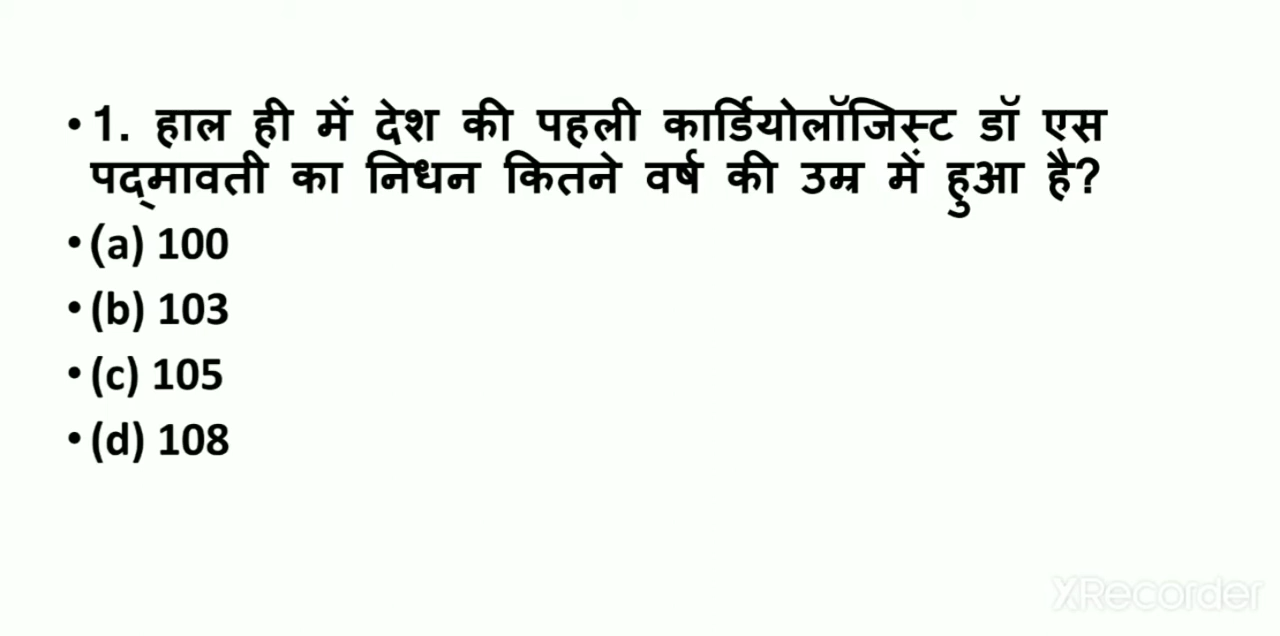 • 1. हाल ही में देश की पहली कार्डियोलॉजिस्ट डॉ एस
पद्मावती का निधन कितने वर्ष की उम्र में हुआ है?
• (a) 100
• (b) 103
• (c) 105
• (d) 108
XRecorder